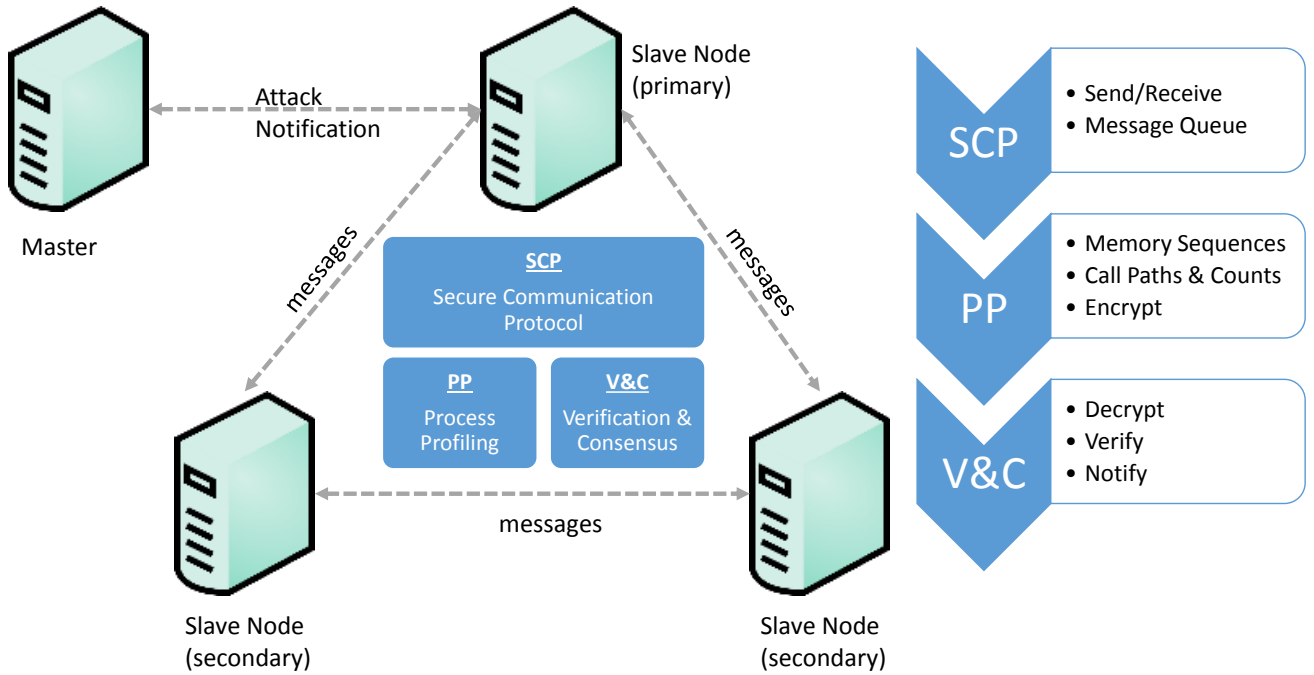 Master
Attack
Notification
Slave Node
(primary)
messages
messages
SCP
Secure Communication
Protocol
PP
Process
Profiling
V&C
Verification &
Consensus
messages
Slave Node
(secondary)
Slave Node
(secondary)
SCP
• Send/Receive
• Message Queue
PP
• Memory Sequences
• Call Paths & Counts
• Encrypt
V&C
• Decrypt
• Verify
• Notify